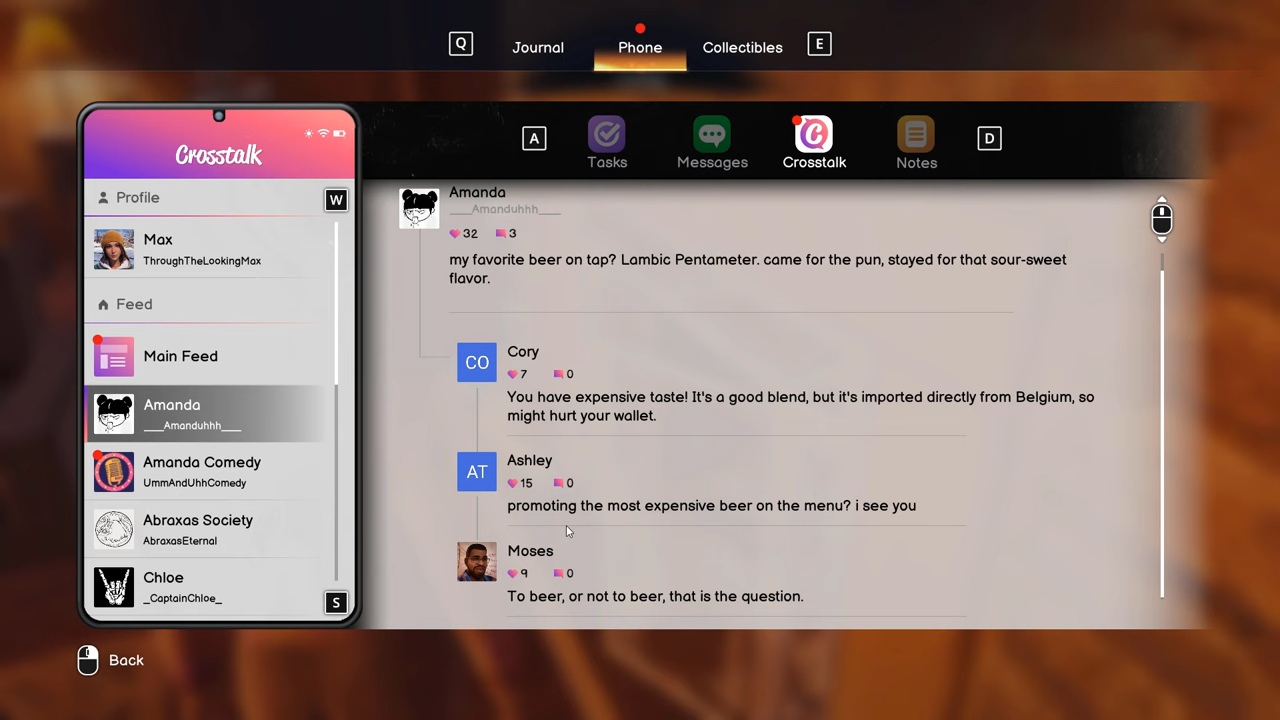 Q
Journal
Phone
Collectibles
E
Crosstalk
Profile
W
Max
ThroughTheLookingMax
Feed
Main Feed
Amanda
____Amanduhhh____
Amanda Comedy
UmmAndUhhComedy
Abraxas Society
AbraxasEternal
Chloe
_CaptainChloe_
S
A
Tasks
Messages
Crosstalk
Notes
D
Amanda
____Amanduhhh____
32 3
my favorite beer on tap? Lambic Pentameter. came for the pun, stayed for that sour-sweet
flavor.
CO
Cory
7 0
You have expensive taste! It's a good blend, but it's imported directly from Belgium, so
might hurt your wallet.
AT
Ashley
15 0
promoting the most expensive beer on the menu? i see you
Moses
9 0
To beer, or not to beer, that is the question.
Back